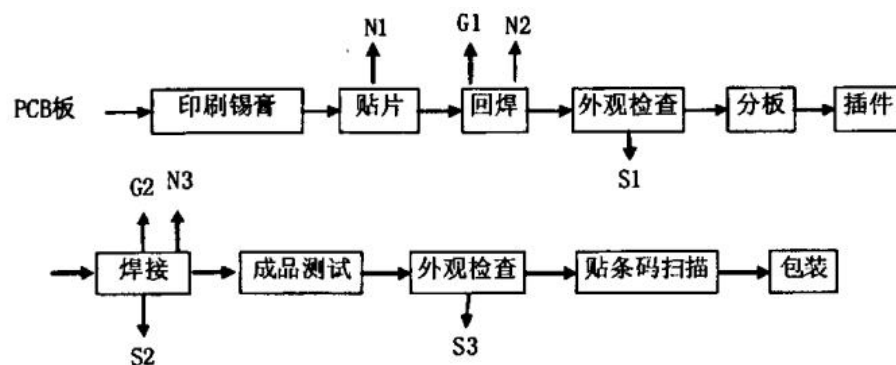 N1 G1 N2
PCB板 印刷锡膏 贴片 回焊 外观检查 分板 插件
S1
G2 N3
焊接 成品测试 外观检查 贴条码扫描 包装
S2 S3